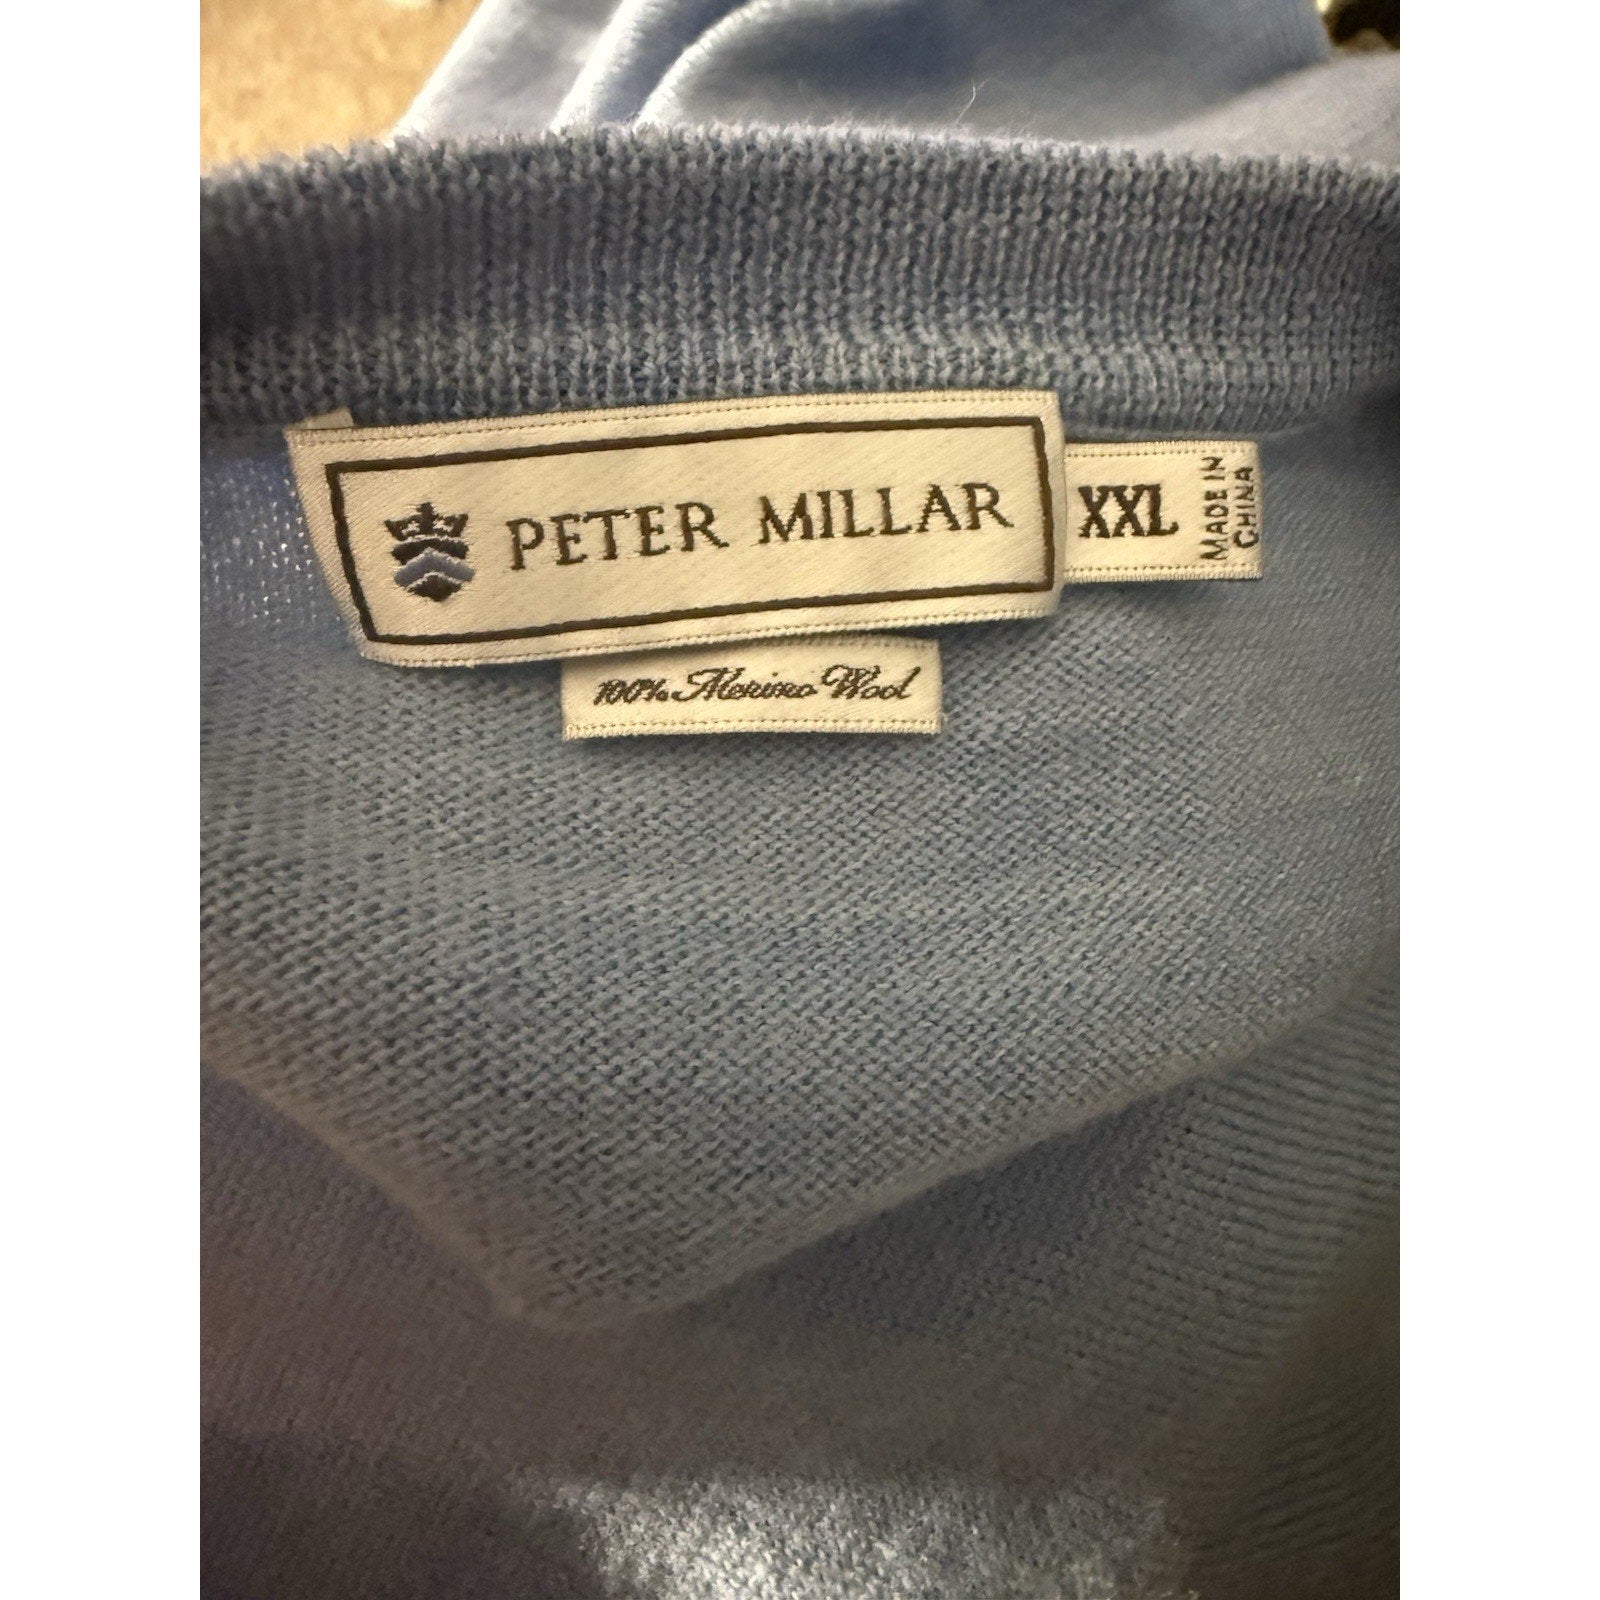 PETER MILLAR
XXL
MADE IN
CHINA
100% Merino Wool